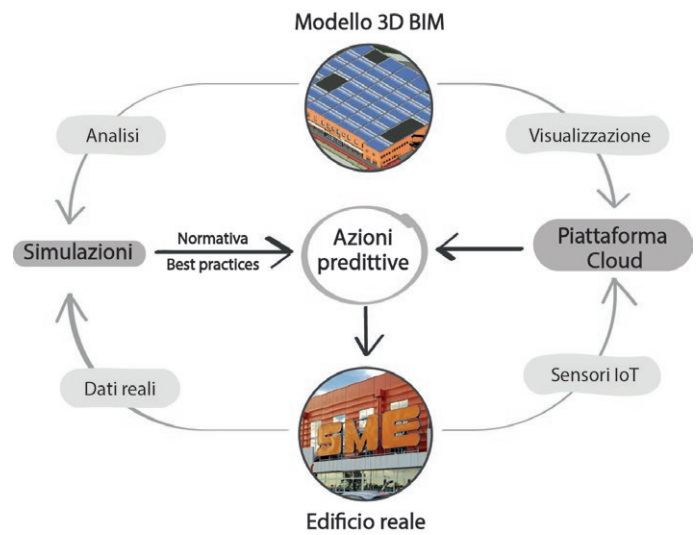 Modello 3D BIM
Analisi
Visualizzazione
Simulazioni
Normativa
Best practices
Azioni
predittive
Piattaforma
Cloud
Dati reali
Sensori IoT
SME
Edificio reale